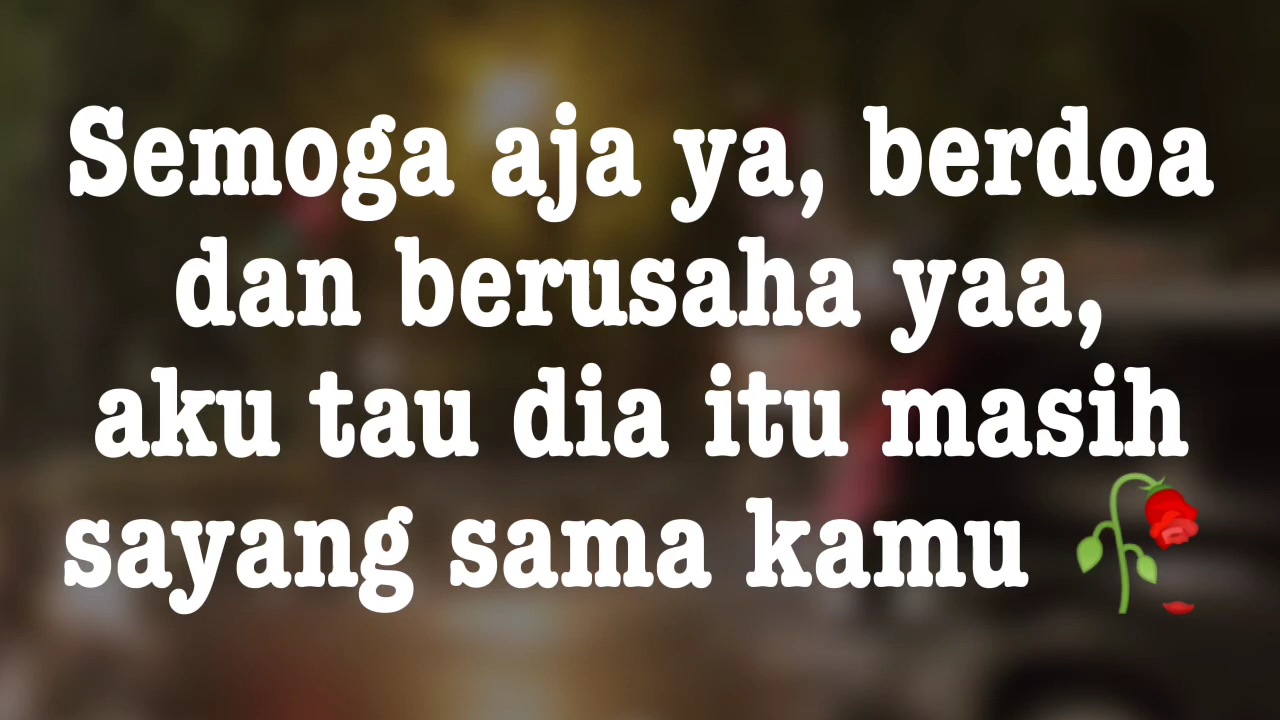 Semoga aja ya, berdoa
dan berusaha yaa,
aku tau dia itu masih
sayang sama kamu 🥀